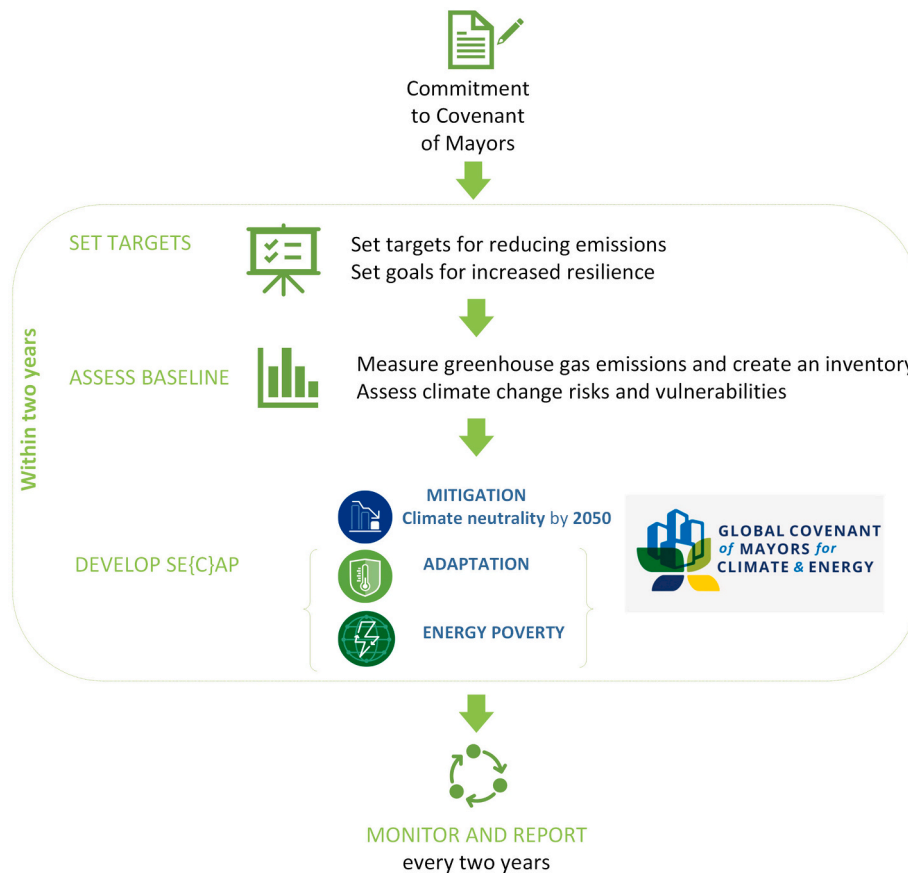 Commitment
to Covenant
of Mayors
Within two years
SET TARGETS
Set targets for reducing emissions
Set goals for increased resilience
ASSESS BASELINE
Measure greenhouse gas emissions and create an inventory
Assess climate change risks and vulnerabilities
DEVELOP SE{C}AP
MITIGATION
Climate neutrality by 2050
ADAPTATION
ENERGY POVERTY
GLOBAL COVENANT
of MAYORS for
CLIMATE & ENERGY
MONITOR AND REPORT
every two years